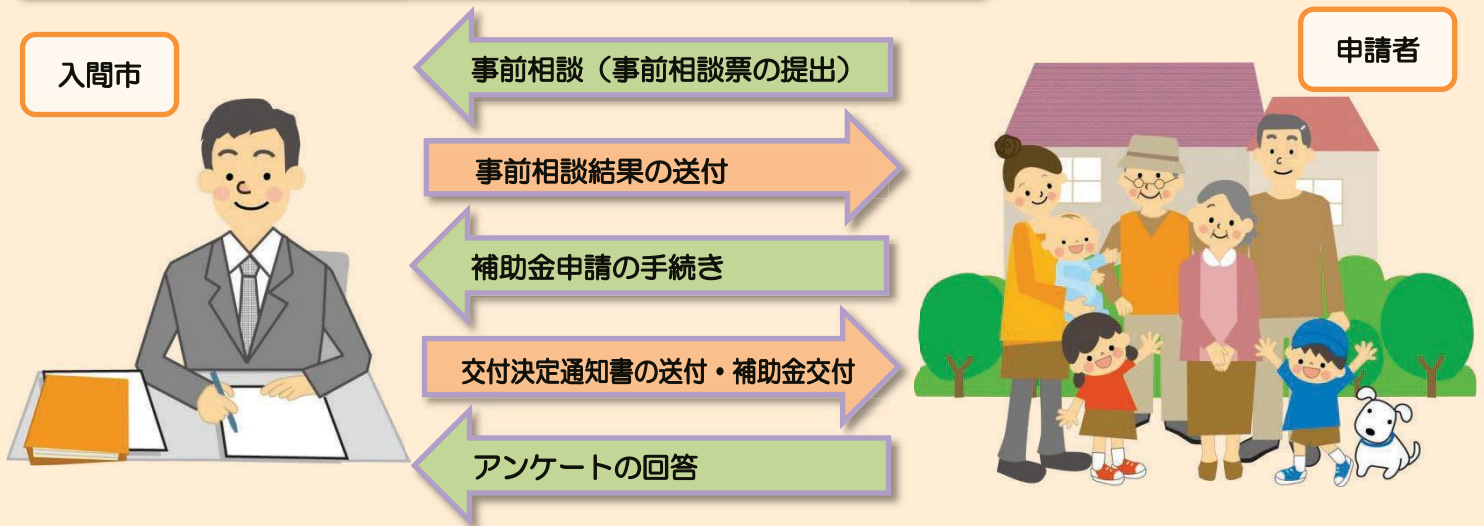 入間市
申請者
事前相談（事前相談票の提出）
事前相談結果の送付
補助金申請の手続き
交付決定通知書の送付・補助金交付
アンケートの回答